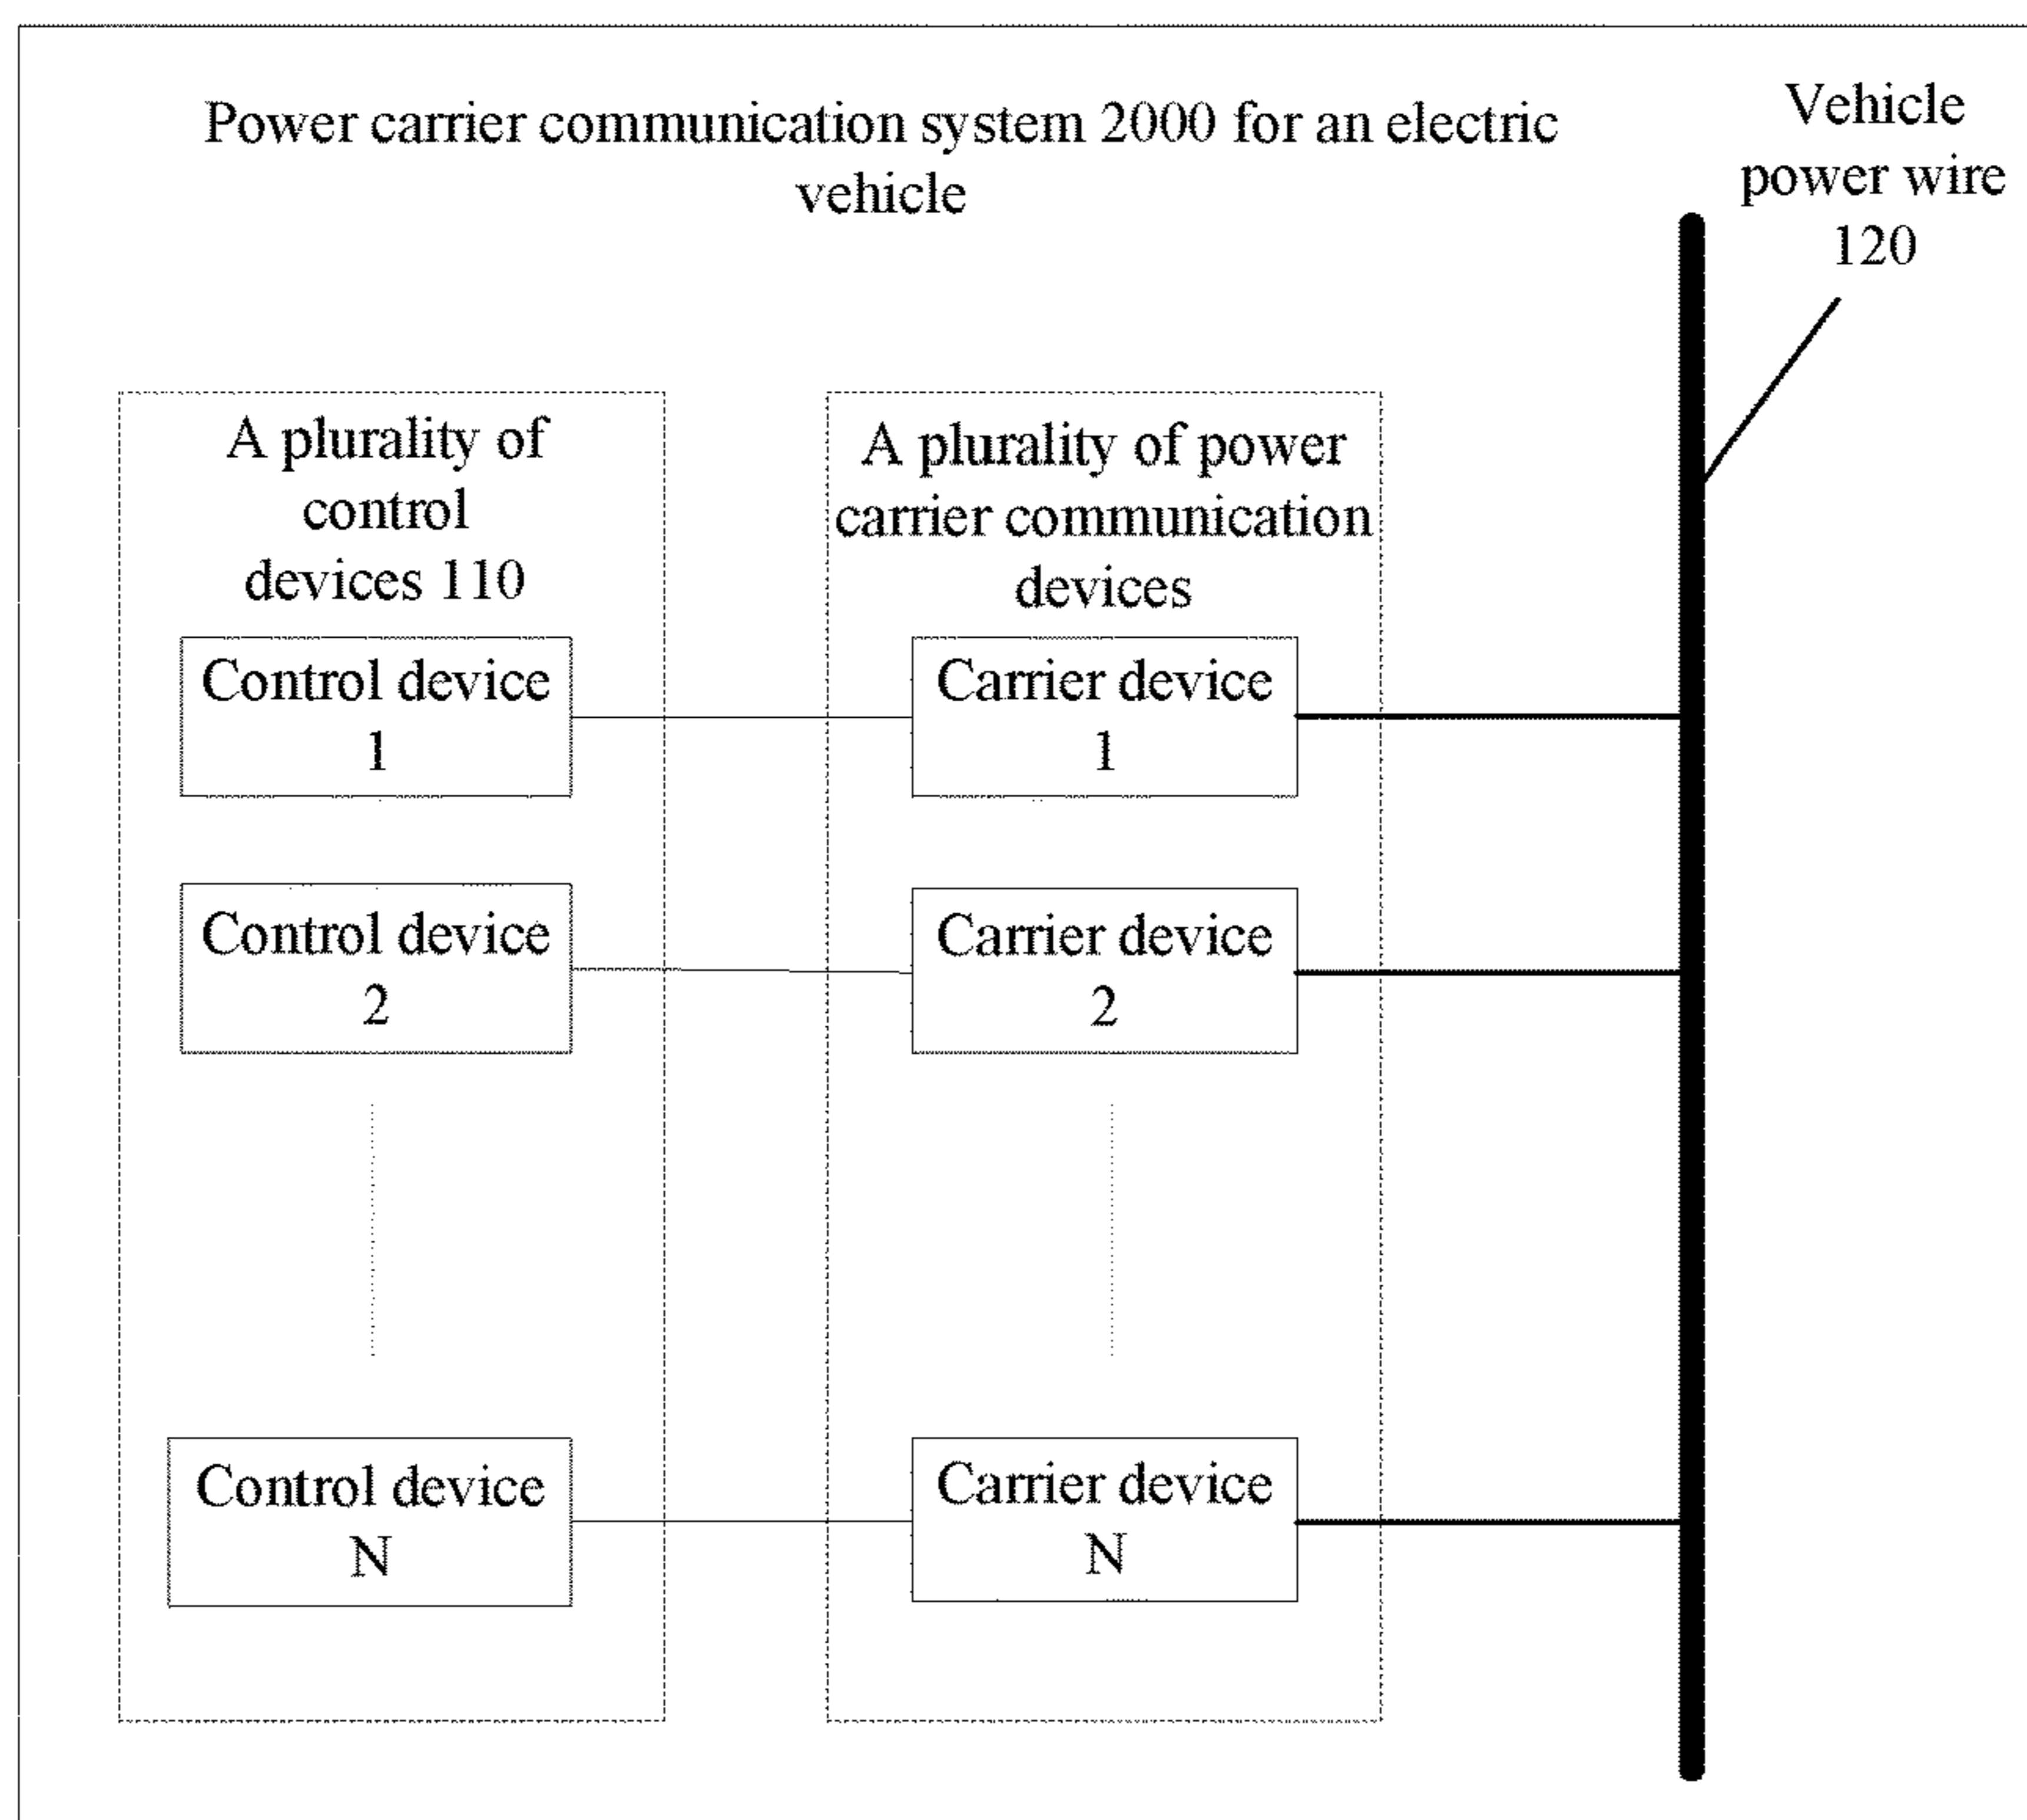 Power carrier communication system 2000 for an electric
vehicle
Vehicle
power wire
120
A plurality of
control
devices 110
A plurality of power
carrier communication
devices
Control device
1
Carrier device
1
Control device
2
Carrier device
2
Control device
N
Carrier device
N